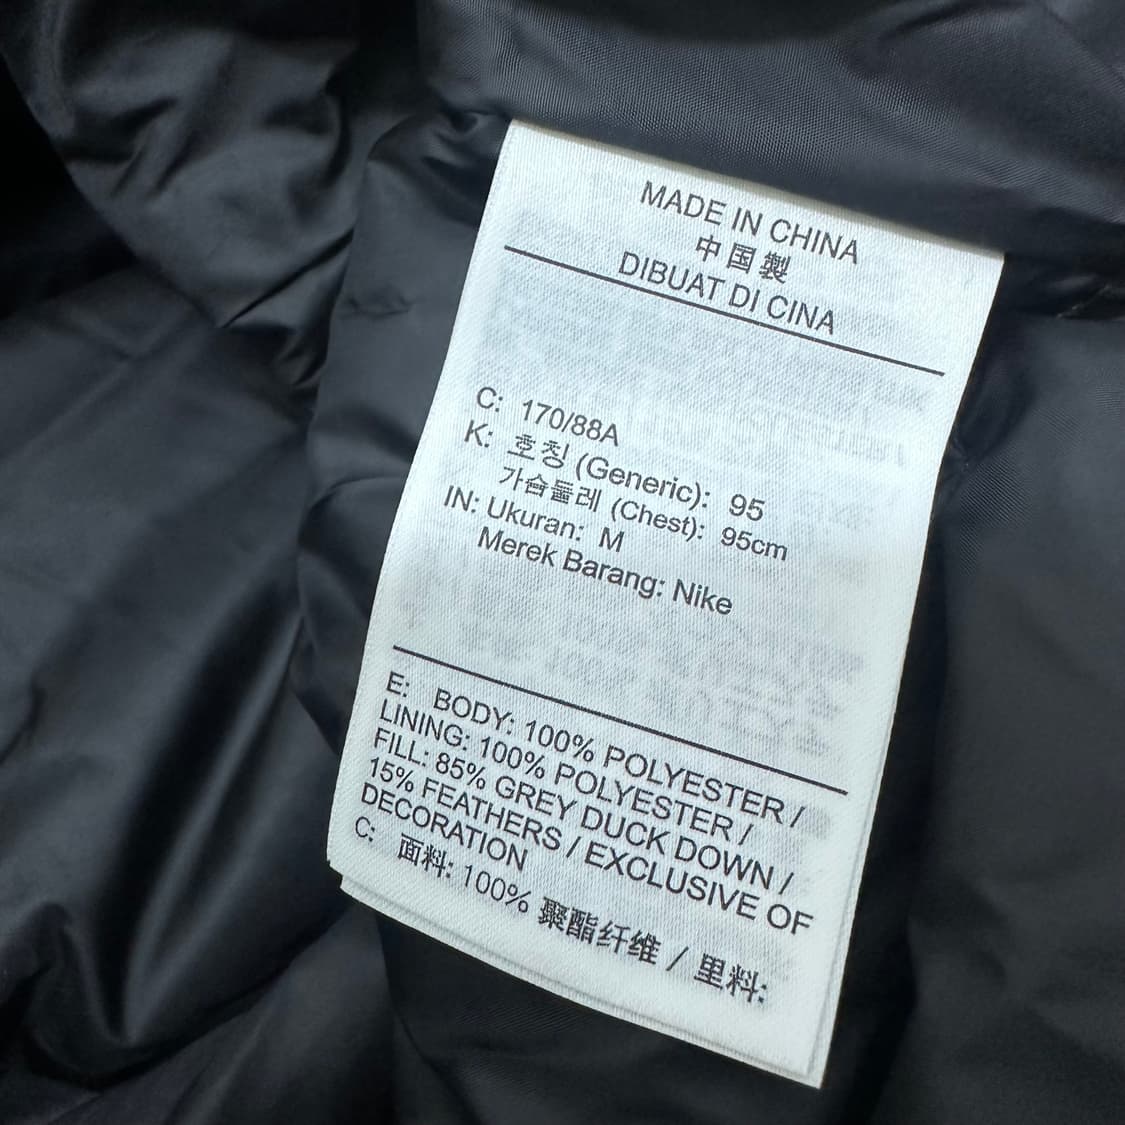 MADE IN CHINA
中国製
DIBUAT DI CINA
C: 170/88A
K: 호칭 (Generic): 95
가슴둘레 (Chest): 95cm
IN: Ukuran: M
Merek Barang: Nike
E: BODY: 100% POLYESTER /
LINING: 100% POLYESTER /
FILL: 85% GREY DUCK DOWN /
15% FEATHERS / EXCLUSIVE OF
DECORATION
C: 面料: 100% 聚酯纤维 / 里料: